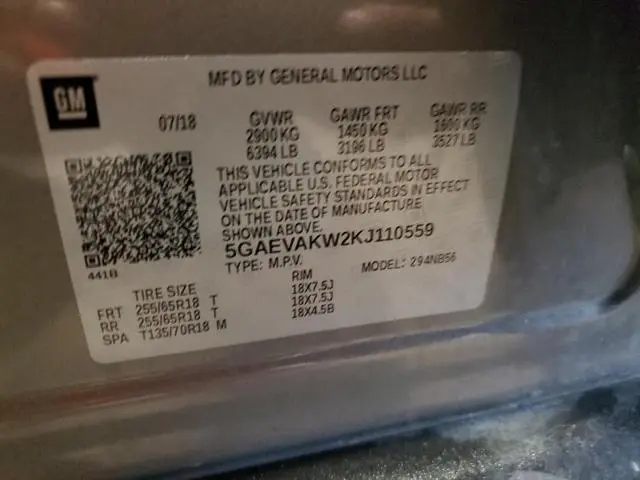 GM
MFD BY GENERAL MOTORS LLC
07/18 GVWR GAWR FRT GAWR RR
2900 KG 1450 KG 1600 KG
6394 LB 3196 LB 3527 LB
THIS VEHICLE CONFORMS TO ALL
APPLICABLE U.S. FEDERAL MOTOR
VEHICLE SAFETY STANDARDS IN EFFECT
ON THE DATE OF MANUFACTURE
SHOWN ABOVE.
5GAEVAKW2KJ110559
TYPE: M.P.V. MODEL: 294NB56
441B
TIRE SIZE RIM
FRT 255/65R18 T 18X7.5J
RR 255/65R18 T 18X7.5J
SPA T135/70R18 M 18X4.5B